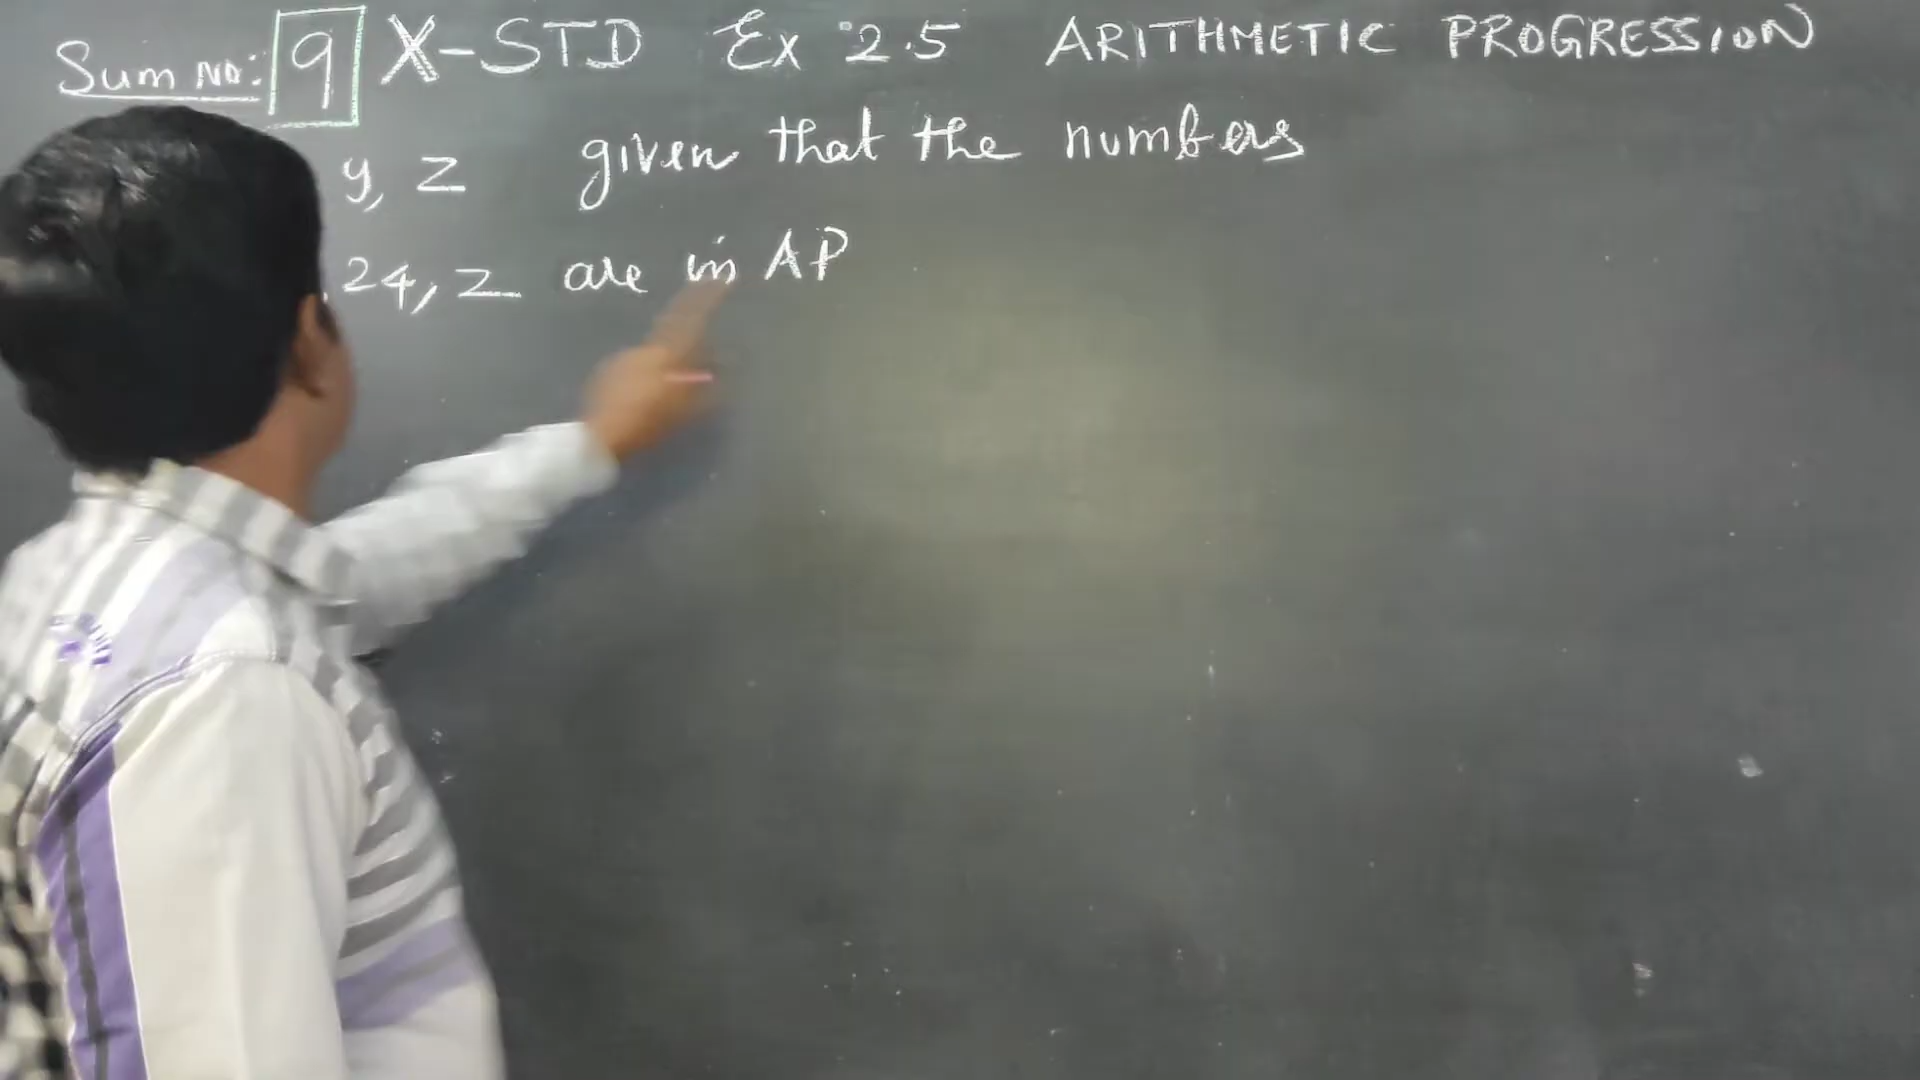 Sum No: 9 X-STD Ex 2.5 ARITHMETIC PROGRESSION
y, z given that the numbers
24, z are in AP